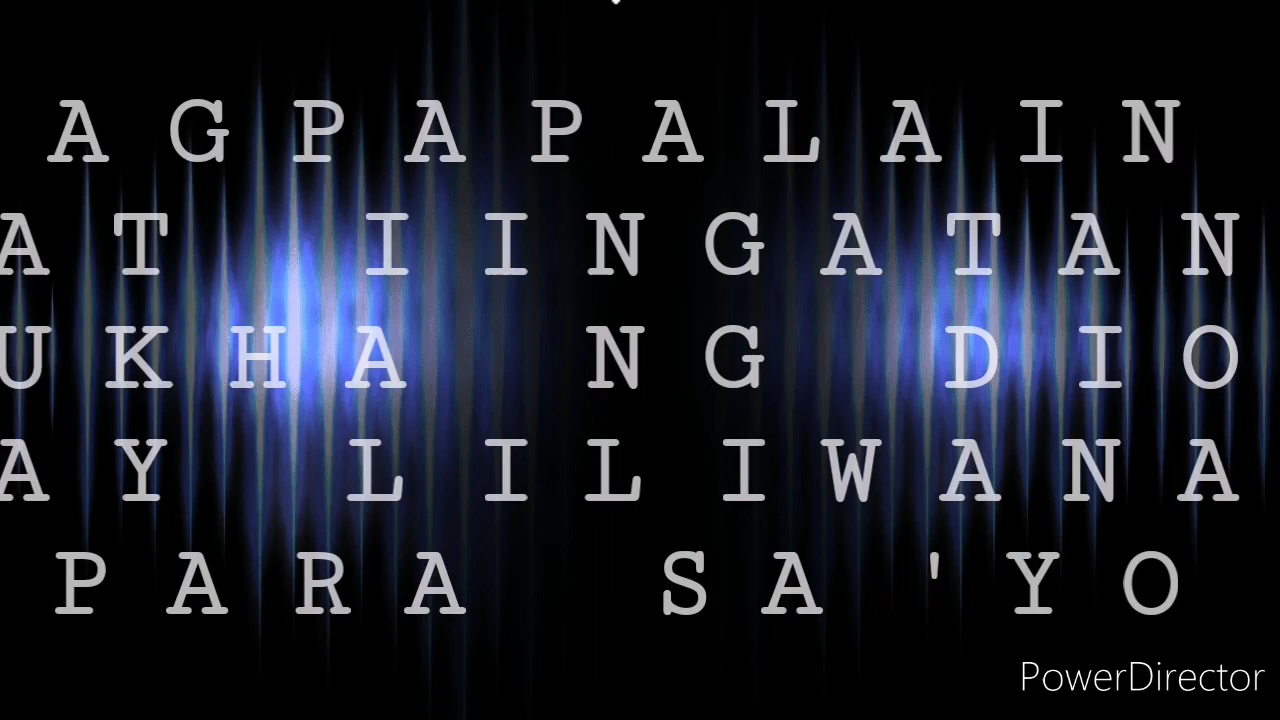 AGPAPALAIN
AT IINGATAN
UKHA NG DIO
AY LILIWANA
PARA SA'YO
PowerDirector